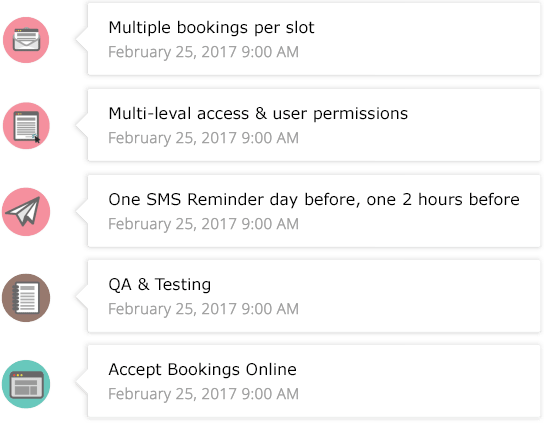 Multiple bookings per slot
February 25, 2017 9:00 AM
Multi-leval access & user permissions
February 25, 2017 9:00 AM
One SMS Reminder day before, one 2 hours before
February 25, 2017 9:00 AM
QA & Testing
February 25, 2017 9:00 AM
Accept Bookings Online
February 25, 2017 9:00 AM